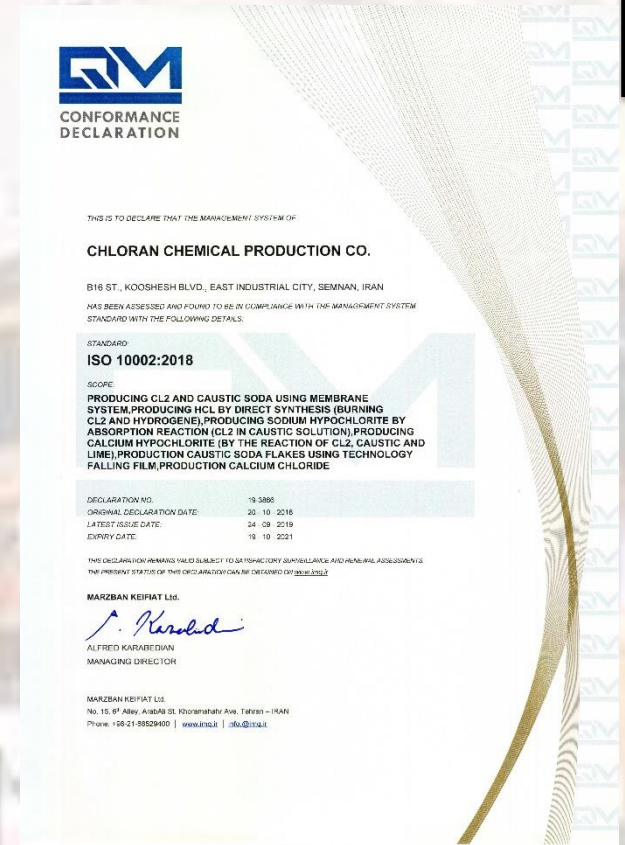 QM
CONFORMANCE
DECLARATION
THIS IS TO DECLARE THAT THE MANAGEMENT SYSTEM OF
CHLORAN CHEMICAL PRODUCTION CO.
B16 ST., KOOSHESH BLVD., EAST INDUSTRIAL CITY, SEMNAN, IRAN
HAS BEEN ASSESSED AND FOUND TO BE IN COMPLIANCE WITH THE MANAGEMENT SYSTEM
STANDARD WITH THE FOLLOWING DETAILS:
STANDARD:
ISO 10002:2018
SCOPE:
PRODUCING CL2 AND CAUSTIC SODA USING MEMBRANE
SYSTEM,PRODUCING HCL BY DIRECT SYNTHESIS (BURNING
CL2 AND HYDROGENE),PRODUCING SODIUM HYPOCHLORITE BY
ABSORPTION REACTION (CL2 IN CAUSTIC SOLUTION),PRODUCING
CALCIUM HYPOCHLORITE (BY THE REACTION OF CL2, CAUSTIC AND
LIME),PRODUCTION CAUSTIC SODA FLAKES USING TECHNOLOGY
FALLING FILM,PRODUCTION CALCIUM CHLORIDE
DECLARATION NO. 19-3866
ORIGINAL DECLARATION DATE: 20 - 10 - 2018
LATEST ISSUE DATE: 24 - 09 - 2019
EXPIRY DATE: 19 - 10 - 2021
THIS DECLARATION REMAINS VALID SUBJECT TO SATISFACTORY SURVEILLANCE AND RENEWAL ASSESSMENTS.
THE PRESENT STATUS OF THIS DECLARATION CAN BE OBTAINED ON www.imq.ir
MARZBAN KEIFIAT Ltd.
ALFRED KARABEDIAN
MANAGING DIRECTOR
MARZBAN KEIFIAT Ltd.
No. 15, 6th Alley, ArabAli St. Khoramshahr Ave. Tehran – IRAN
Phone: +98-21-88529400 | www.imq.ir | info.@imq.ir